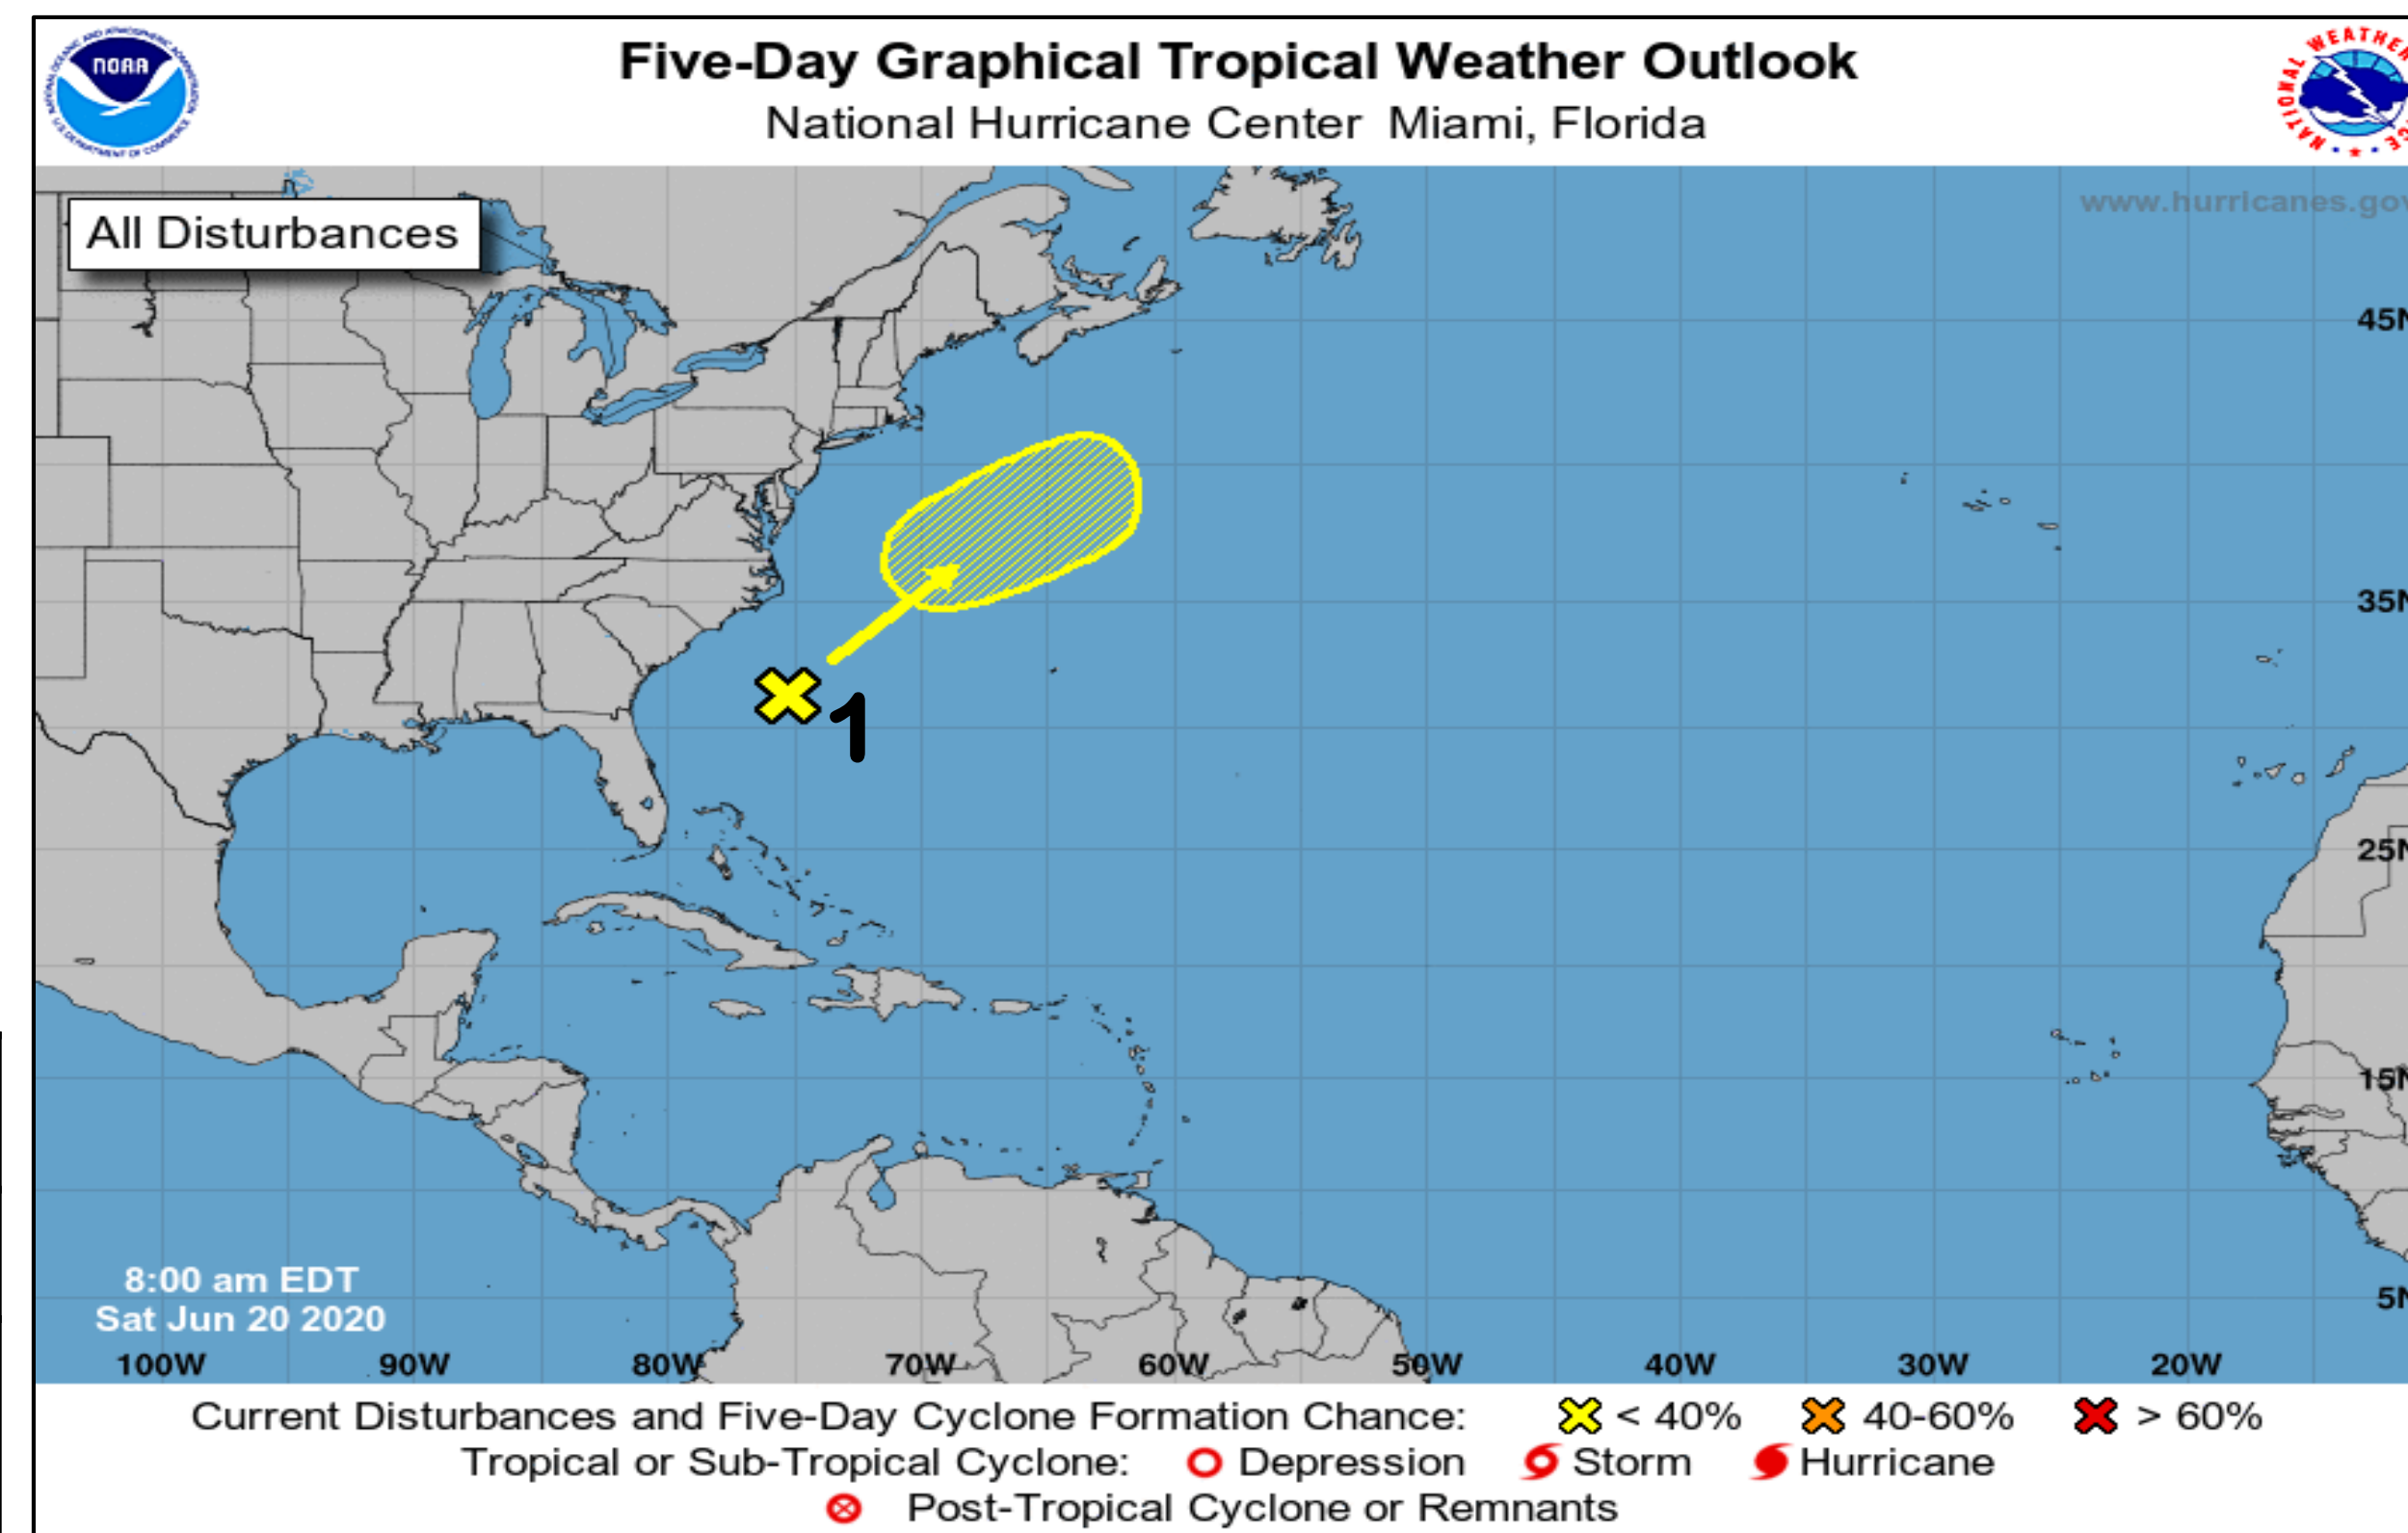 Five-Day Graphical Tropical Weather Outlook
National Hurricane Center Miami, Florida
NOAA
All Disturbances
www.hurricanes.gov
45N
35N
1
25N
15N
5N
8:00 am EDT
Sat Jun 20 2020
100W 90W 80W 70W 60W 50W 40W 30W 20W
Current Disturbances and Five-Day Cyclone Formation Chance: < 40% 40-60% > 60%
Tropical or Sub-Tropical Cyclone: Depression Storm Hurricane
Post-Tropical Cyclone or Remnants